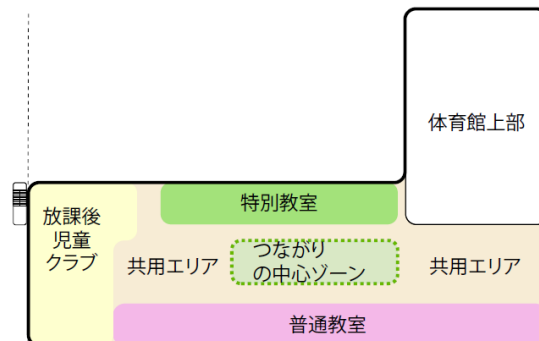 体育館上部
放課後
児童
クラブ
特別教室
つながり
の中心ゾーン
共用エリア
共用エリア
普通教室